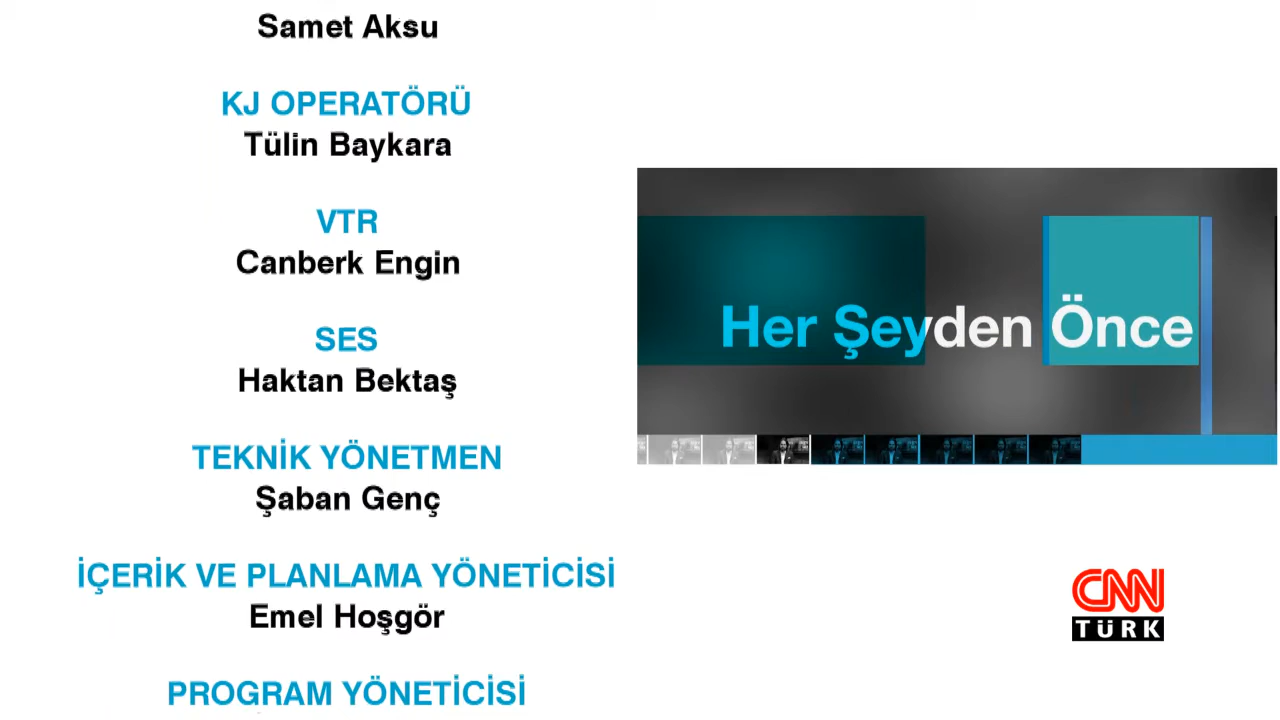 Samet Aksu
KJ OPERATÖRÜ
Tülin Baykara
VTR
Canberk Engin
SES
Haktan Bektaş
TEKNİK YÖNETMEN
Şaban Genç
İÇERİK VE PLANLAMA YÖNETİCİSİ
Emel Hoşgör
PROGRAM YÖNETİCİSİ
Her Şeyden Önce
CNN
TÜRK